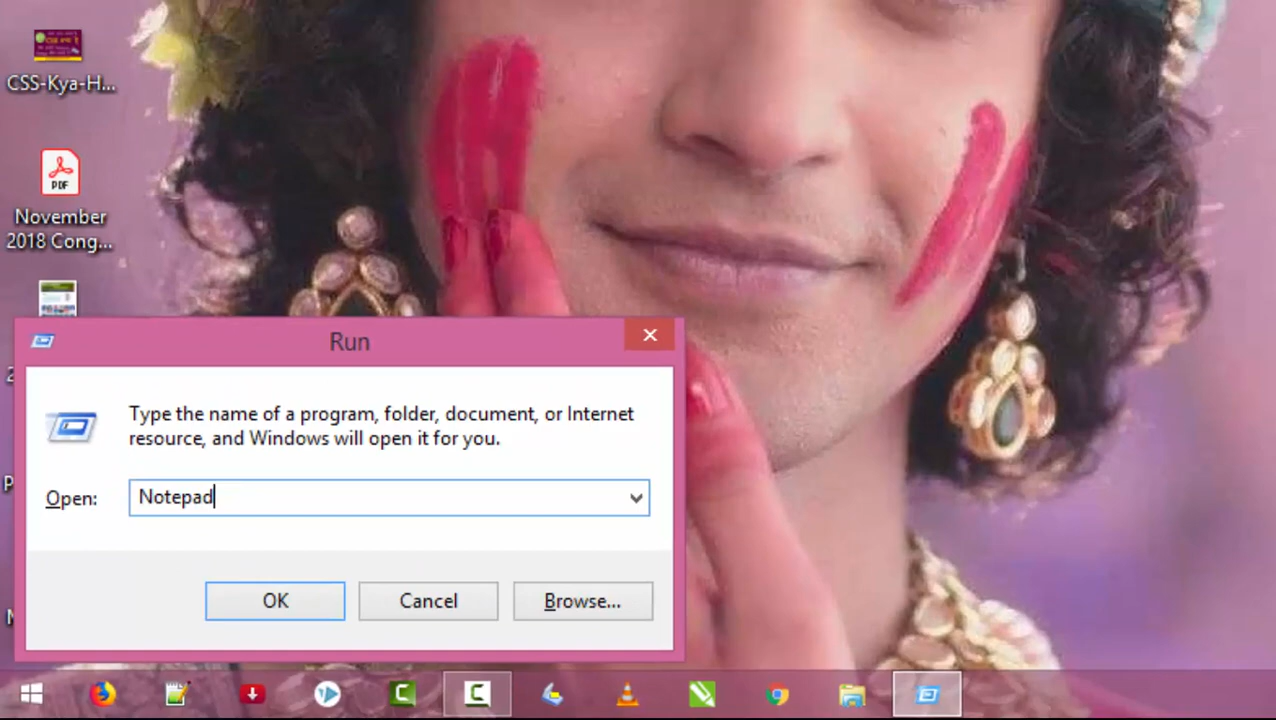 CSS-Kya-H...
PDF
November
2018 Cong...
Run
Type the name of a program, folder, document, or Internet
resource, and Windows will open it for you.
Open:
Notepad
OK
Cancel
Browse...